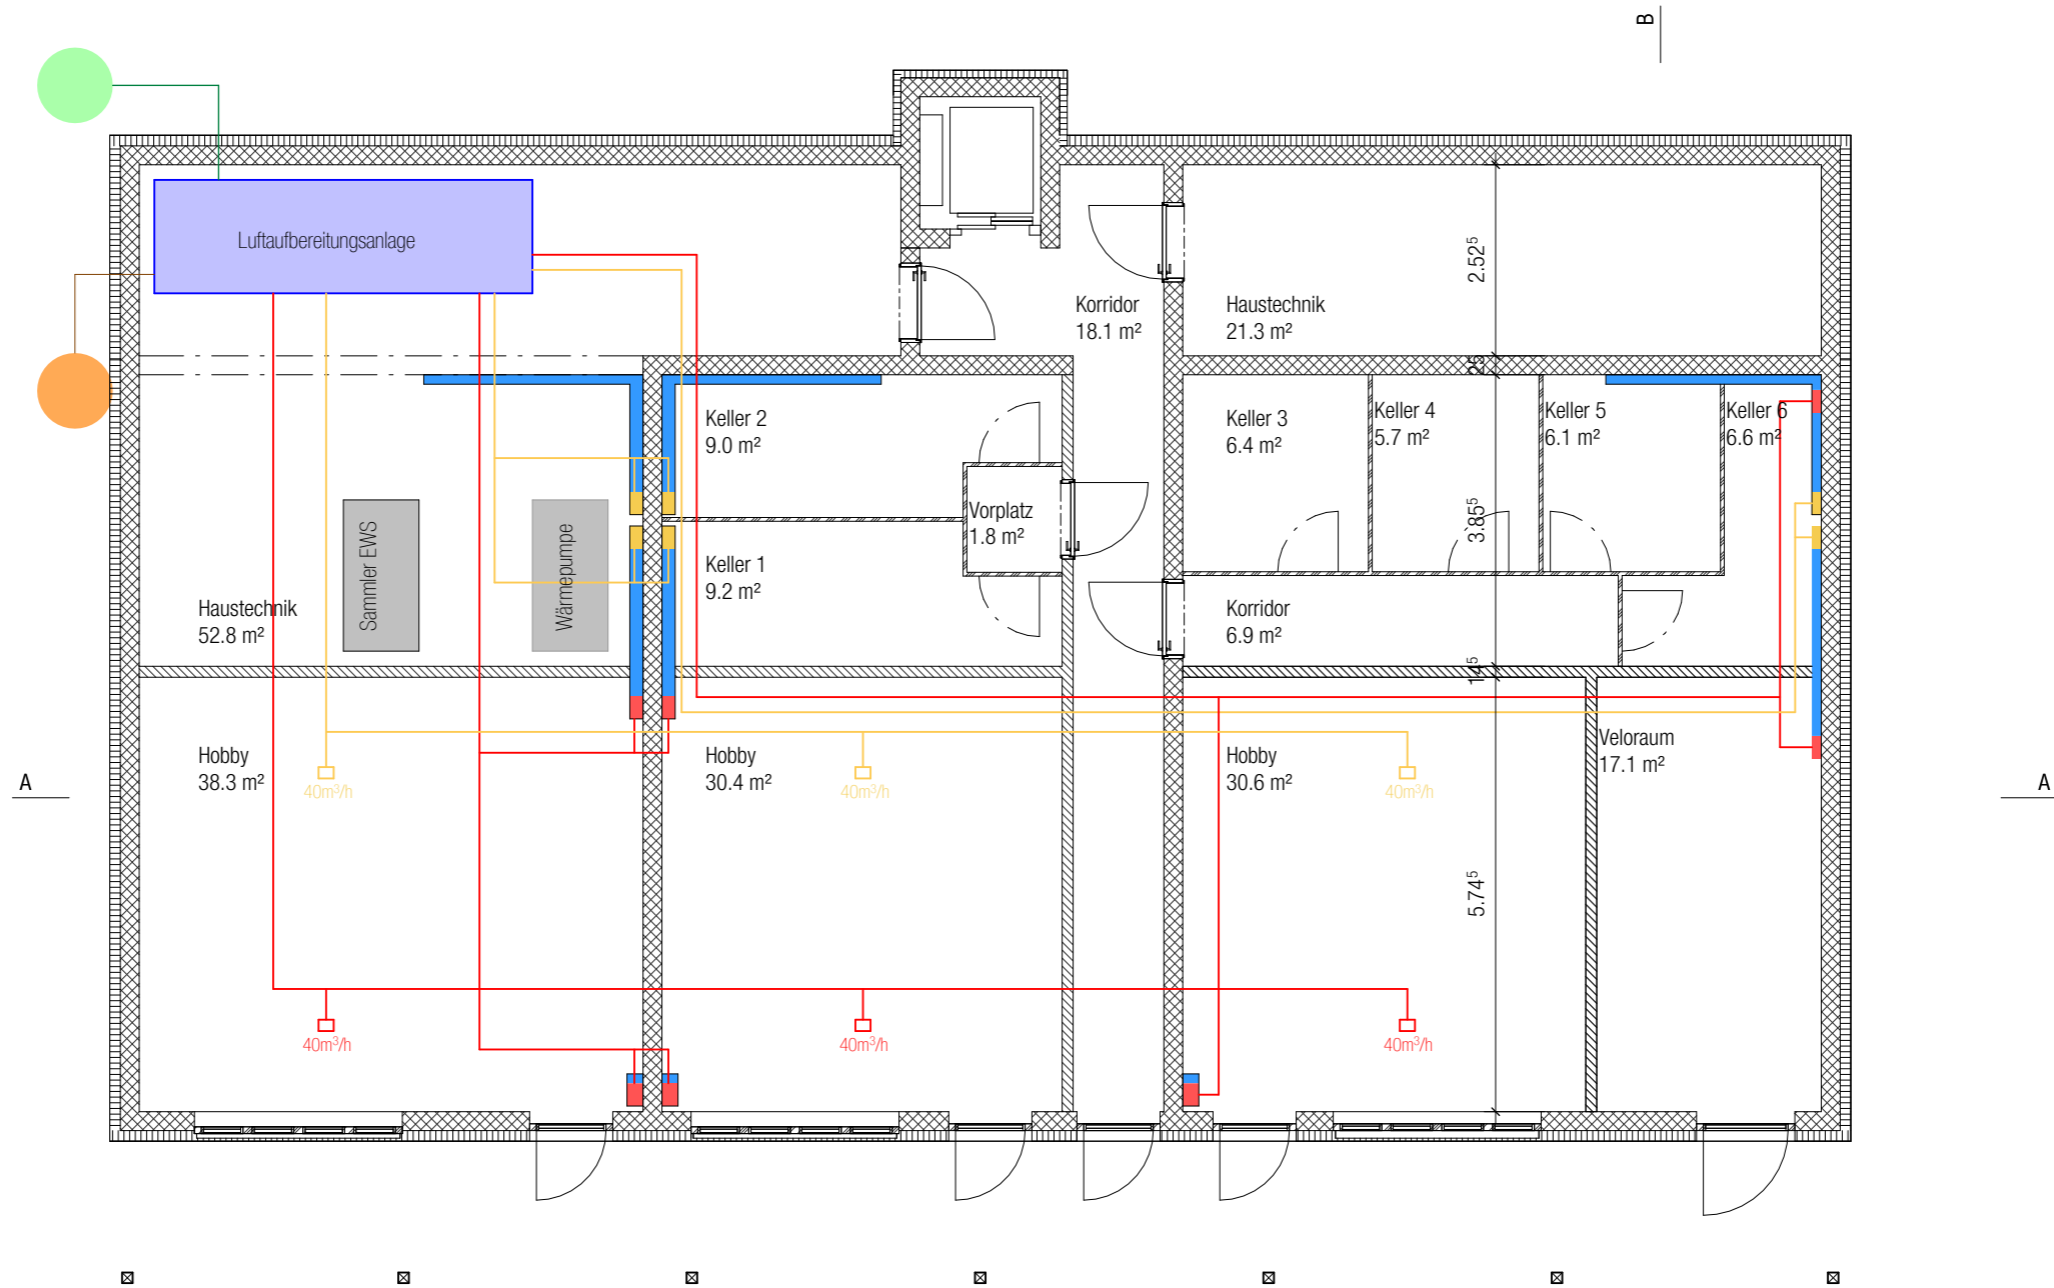 B
Luftaufbereitungsanlage
2.52⁵
Korridor
18.1 m²
Haustechnik
21.3 m²
25
Keller 2
9.0 m²
Keller 3
6.4 m²
Keller 4
5.7 m²
Keller 5
6.1 m²
Keller 6
6.6 m²
Vorplatz
1.8 m²
3.85⁵
Sammler EWS
Wärmepumpe
Keller 1
9.2 m²
Haustechnik
52.8 m²
Korridor
6.9 m²
14⁵
Hobby
38.3 m²
40m³/h
Hobby
30.4 m²
40m³/h
Hobby
30.6 m²
40m³/h
Veloraum
17.1 m²
A
A
5.74⁵
40m³/h
40m³/h
40m³/h